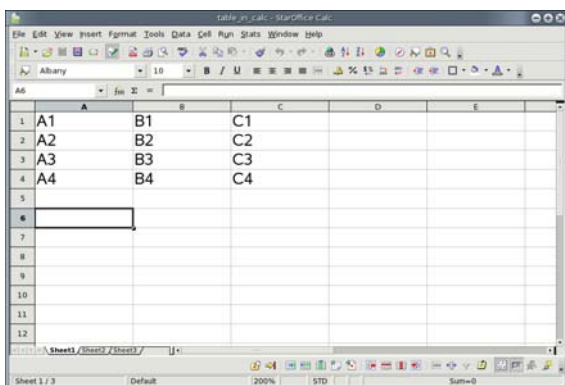 table_in_calc - StarOffice Calc
File Edit View Insert Format Tools Data Cell Run Stats Window Help
Albany 10 B I U
A6
A B C D E
1 A1 B1 C1
2 A2 B2 C2
3 A3 B3 C3
4 A4 B4 C4
5
6
7
8
9
10
11
12
Sheet1 Sheet2 Sheet3
Sheet 1 / 3 Default 200% STD Sum=0